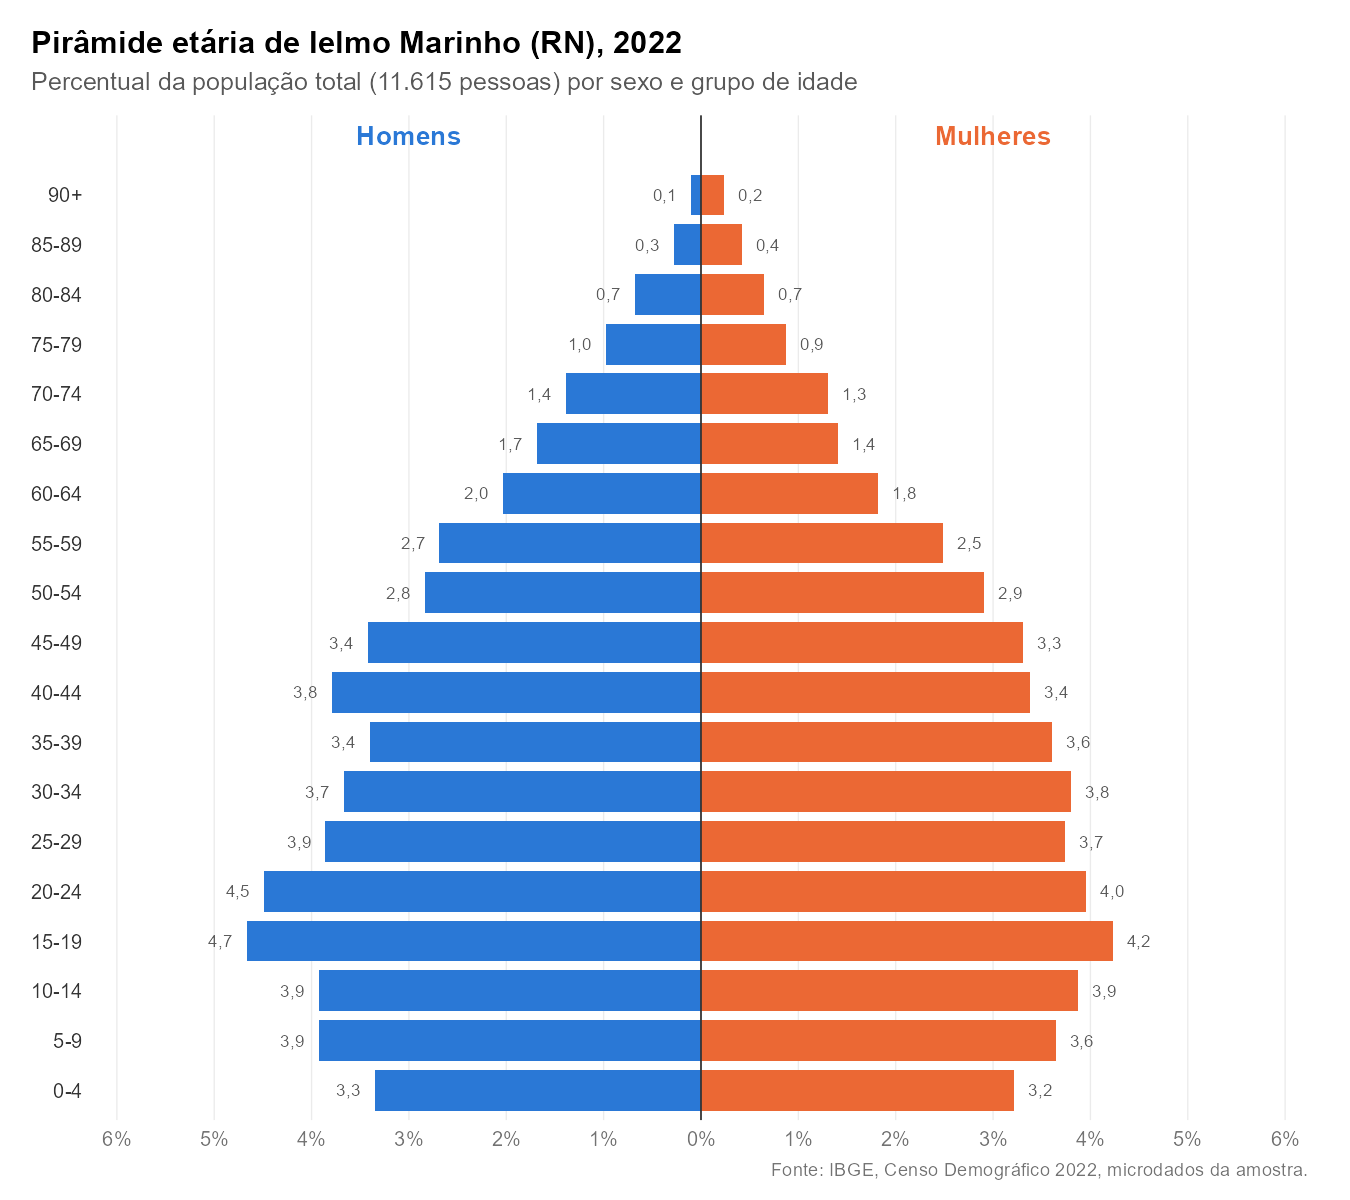 Pirâmide etária de Ielmo Marinho (RN), 2022
Percentual da população total (11.615 pessoas) por sexo e grupo de idade
Homens Mulheres
90+ 0,1 0,2
85-89 0,3 0,4
80-84 0,7 0,7
75-79 1,0 0,9
70-74 1,4 1,3
65-69 1,7 1,4
60-64 2,0 1,8
55-59 2,7 2,5
50-54 2,8 2,9
45-49 3,4 3,3
40-44 3,8 3,4
35-39 3,4 3,6
30-34 3,7 3,8
25-29 3,9 3,7
20-24 4,5 4,0
15-19 4,7 4,2
10-14 3,9 3,9
5-9 3,9 3,6
0-4 3,3 3,2
6% 5% 4% 3% 2% 1% 0% 1% 2% 3% 4% 5% 6%
Fonte: IBGE, Censo Demográfico 2022, microdados da amostra.